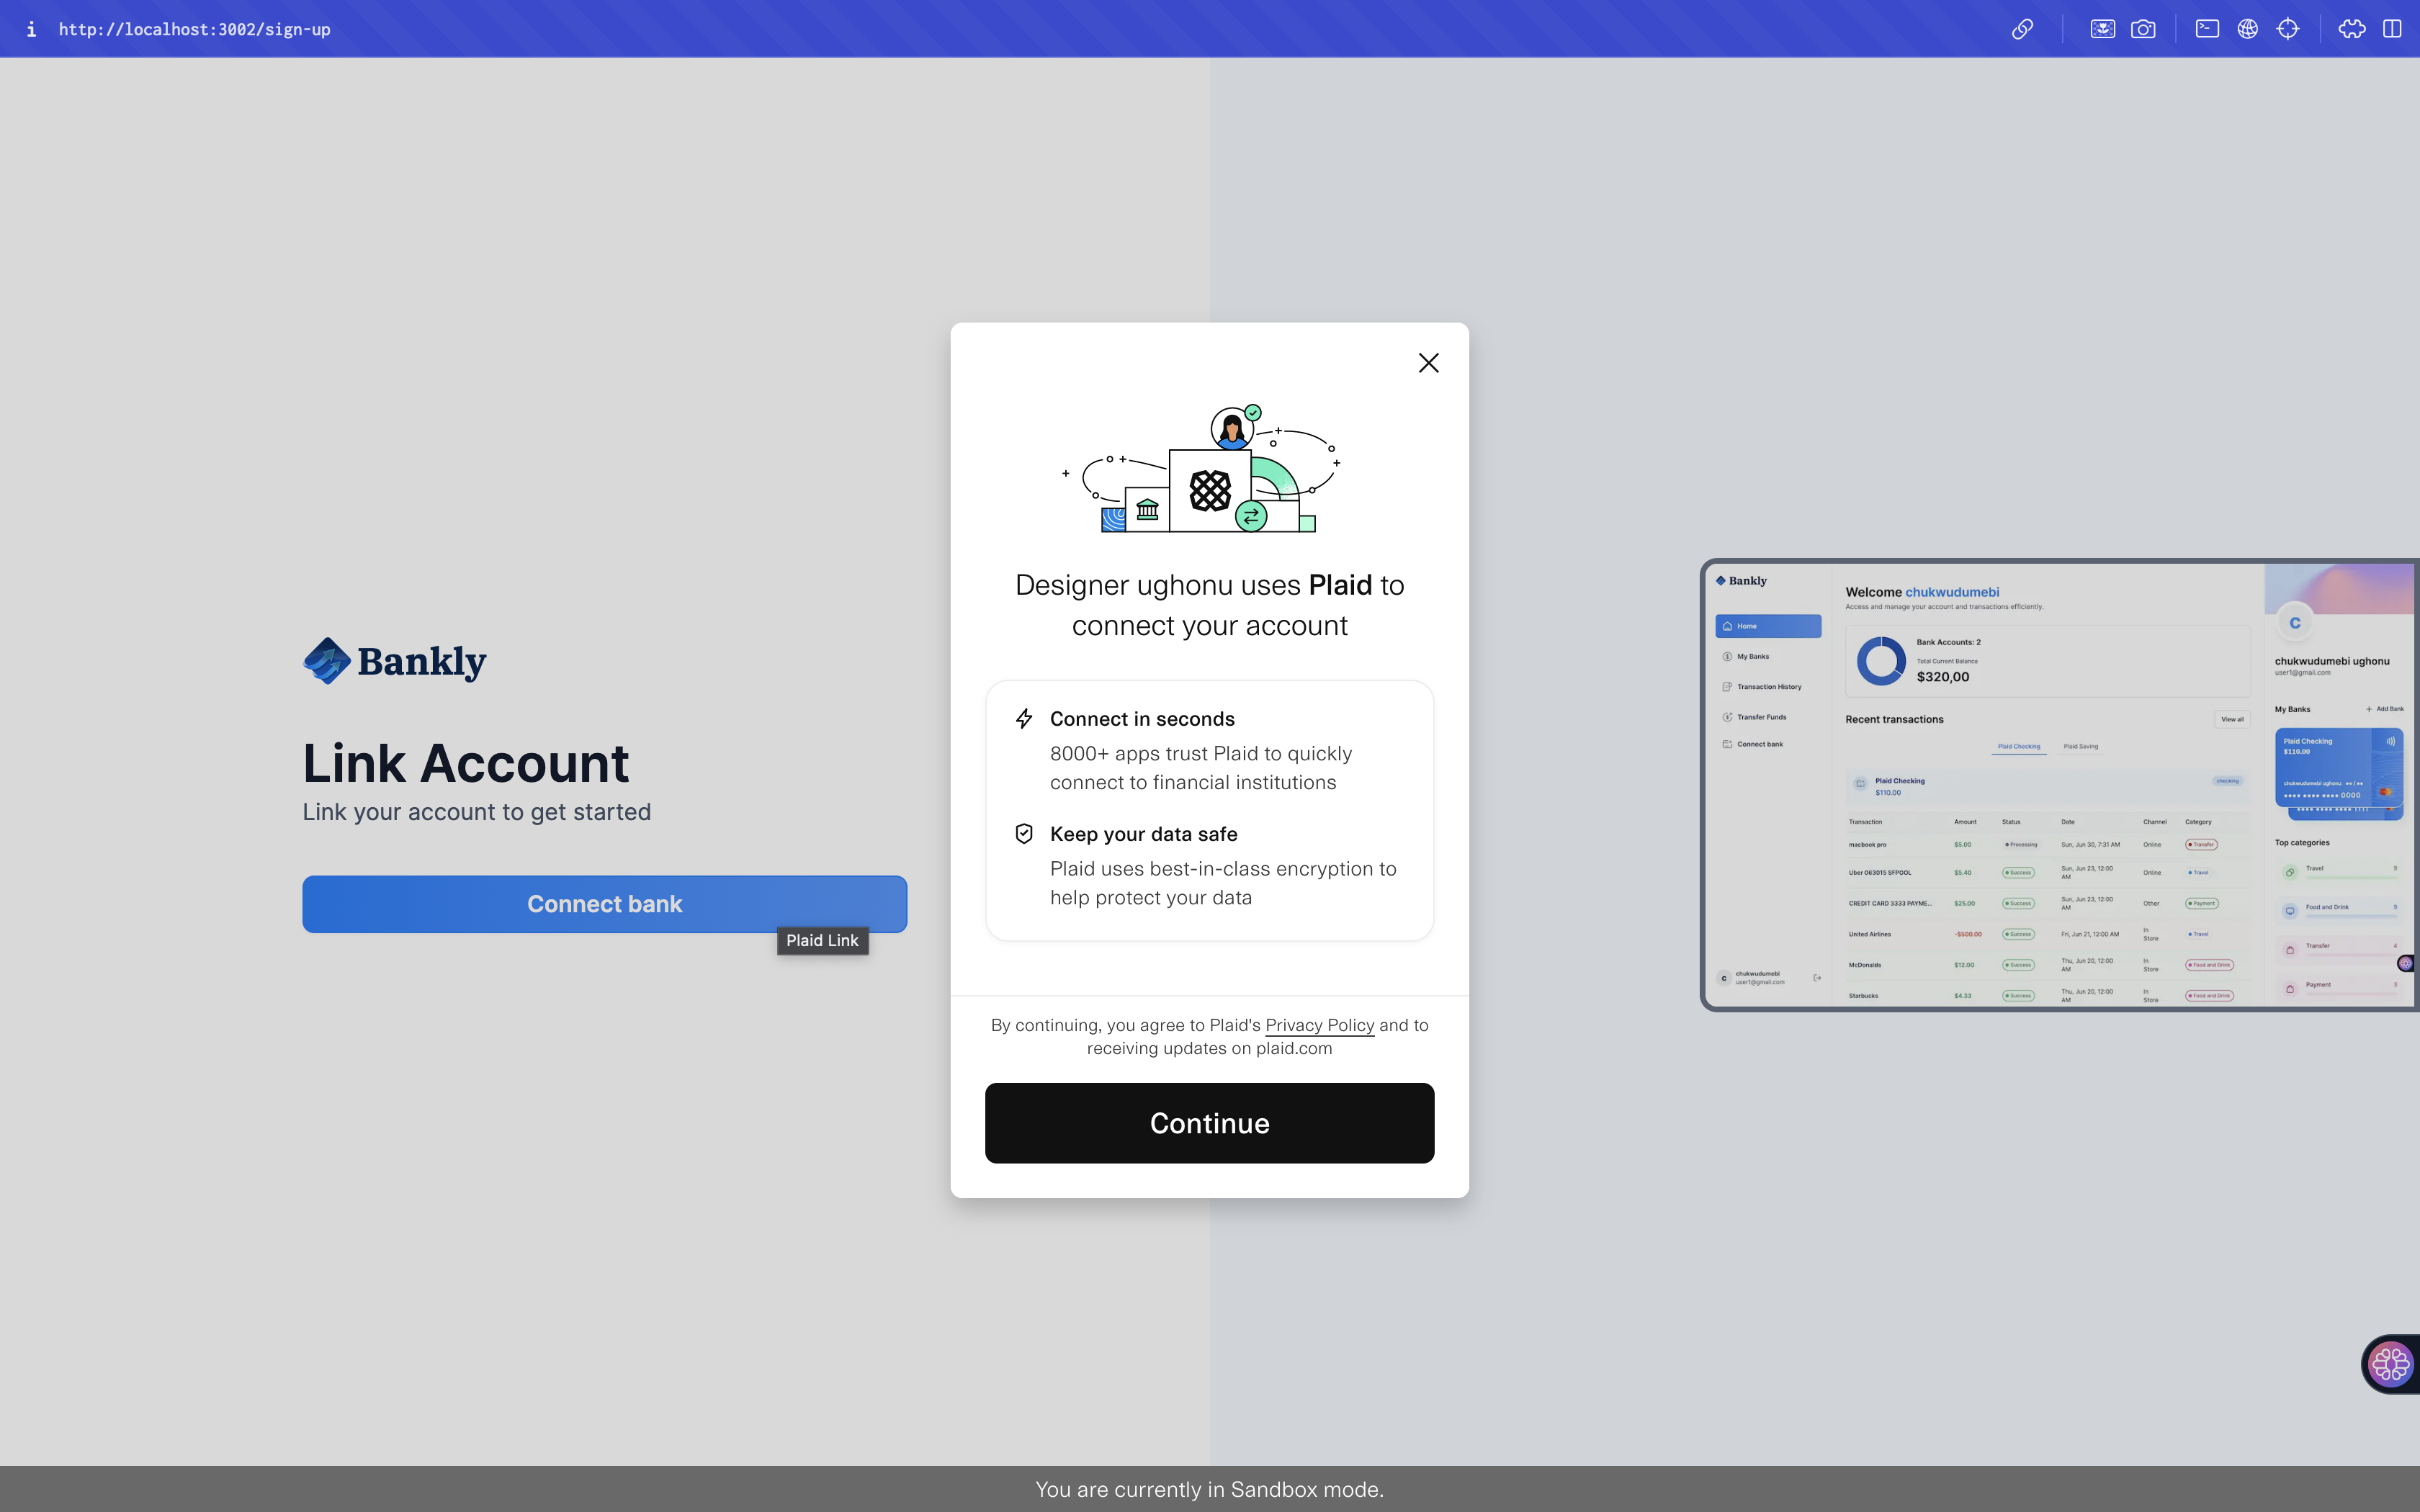 http://localhost:3002/sign-up
Bankly
Link Account
Link your account to get started
Connect bank
Plaid Link
Designer ughonu uses Plaid to
connect your account
Connect in seconds
8000+ apps trust Plaid to quickly
connect to financial institutions
Keep your data safe
Plaid uses best-in-class encryption to
help protect your data
By continuing, you agree to Plaid's Privacy Policy and to
receiving updates on plaid.com
Continue
Bankly
Home
My Banks
Transaction History
Transfer Funds
Connect bank
C chukwudumebi
user1@gmail.com
Welcome chukwudumebi
Access and manage your account and transactions efficiently.
Bank Accounts: 2
Total Current Balance
$320,00
Recent transactions
View all
Plaid Checking Plaid Saving
Plaid Checking
$110.00
checking
Transaction Amount Status Date Channel Category
macbook pro $5.00 Processing Sun, Jun 30, 7:31 AM Online Transfer
Uber 063015 SFPOOL $5.40 Success Sun, Jun 23, 12:00 AM Online Travel
CREDIT CARD 3333 PAYME... $25.00 Success Sun, Jun 23, 12:00 AM Other Payment
United Airlines -$500.00 Success Fri, Jun 21, 12:00 AM In Store Travel
McDonalds $12.00 Success Thu, Jun 20, 12:00 AM In Store Food and Drink
Starbucks $4.33 Success Thu, Jun 20, 12:00 AM In Store Food and Drink
C
chukwudumebi ughonu
user1@gmail.com
My Banks + Add Bank
Plaid Checking
$110.00
chukwudumebi ughonu ●● / ●●
●●●● ●●●● ●●●● 0000
●●●● ●●●● ●●●● 1111
Top categories
Travel 9
Food and Drink 8
Transfer 4
Payment 3
You are currently in Sandbox mode.